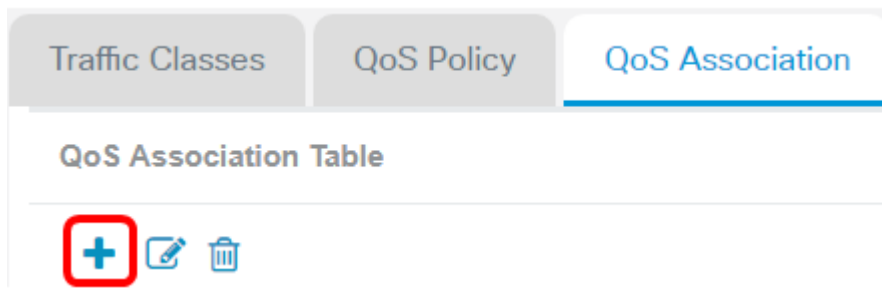 Traffic Classes QoS Policy QoS Association
QoS Association Table